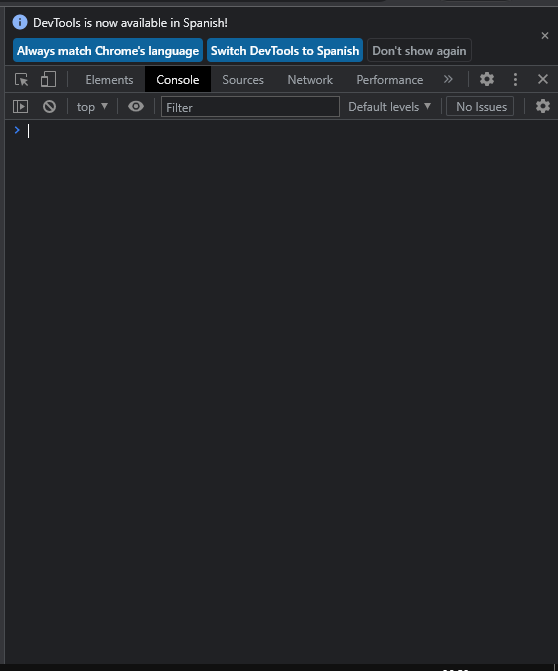 DevTools is now available in Spanish!
Always match Chrome's language Switch DevTools to Spanish Don't show again
Elements Console Sources Network Performance
top Filter Default levels No Issues